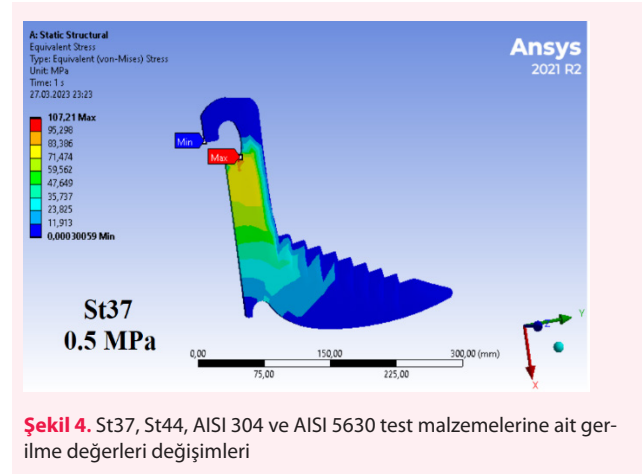 A: Static Structural
Equivalent Stress
Type: Equivalent (von-Mises) Stress
Unit: MPa
Time: 1 s
27.03.2023 23:23
107,21 Max
95,298
83,386
71,474
59,562
47,649
35,737
23,825
11,913
0,00030059 Min
Ansys
2021 R2
Min
Max
St37
0.5 MPa
0,00
150,00
300,00 (mm)
75,00
225,00
Y
Z
X
Şekil 4. St37, St44, AISI 304 ve AISI 5630 test malzemelerine ait ger-
ilme değerleri değişimleri